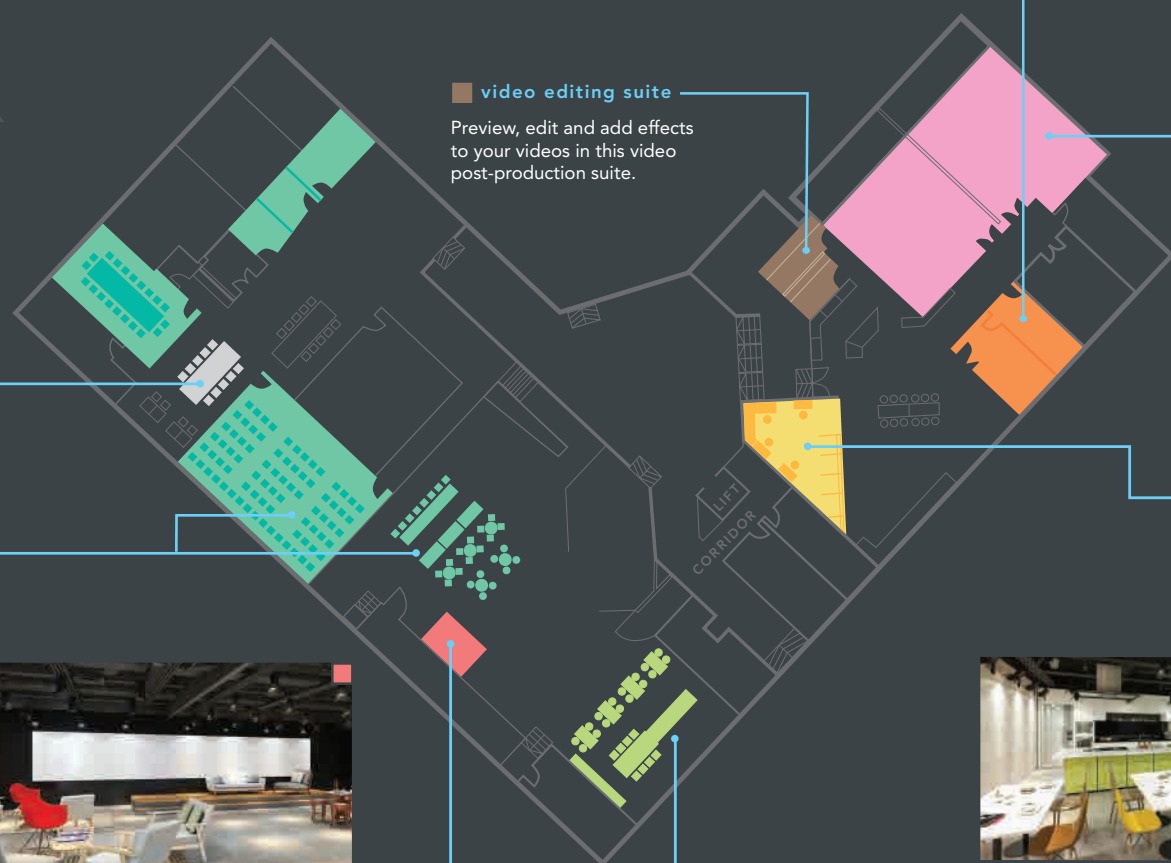 video editing suite
Preview, edit and add effects
to your videos in this video
post-production suite.
LIFT
CORRIDOR